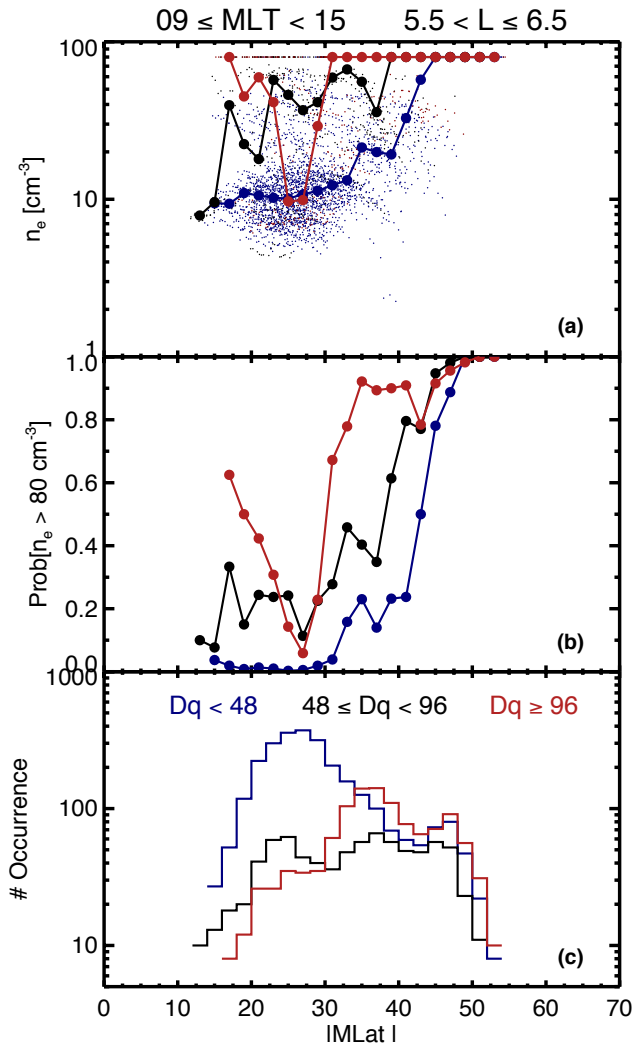 09 ≤ MLT < 15 5.5 < L ≤ 6.5
100
10
1
nₑ [cm⁻³]
(a)
1.0
0.8
0.6
0.4
0.2
0.0
Prob[nₑ > 80 cm⁻³]
(b)
1000
100
10
# Occurrence
Dq < 48 48 ≤ Dq < 96 Dq ≥ 96
(c)
0 10 20 30 40 50 60 70
|MLat |